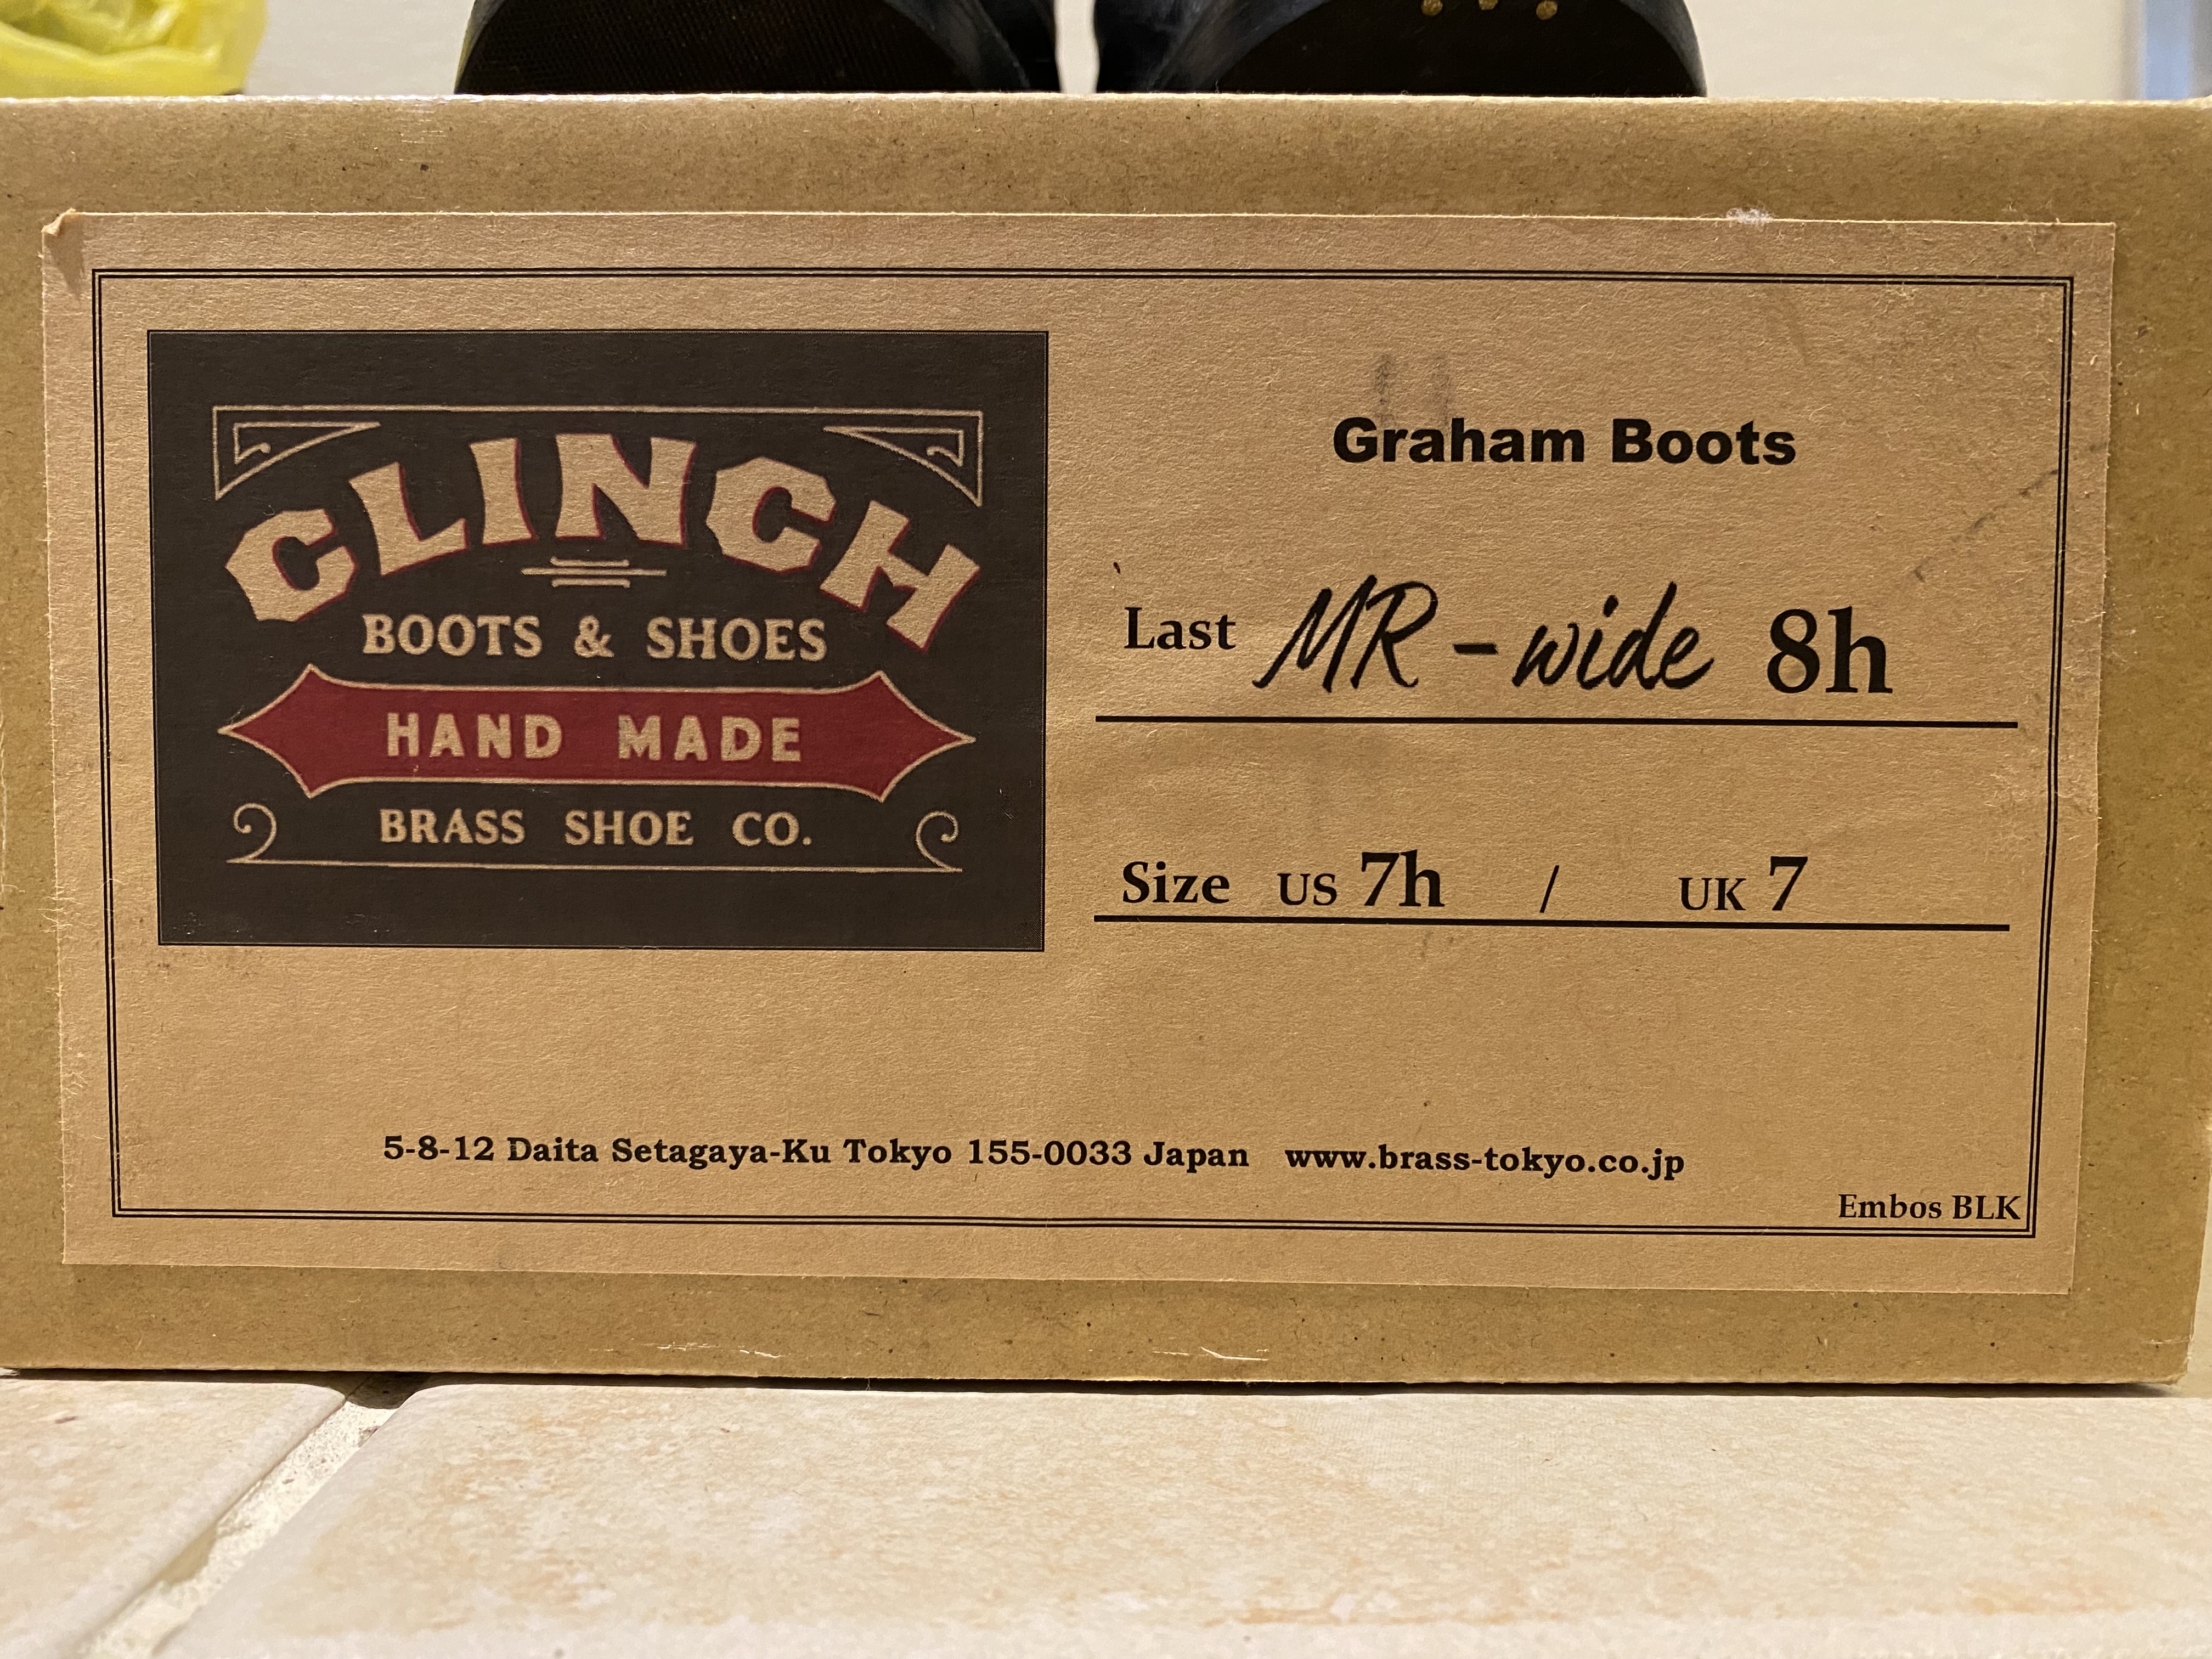 CLINCH
BOOTS & SHOES
HAND MADE
BRASS SHOE CO.
Graham Boots
Last MR-wide 8h
Size US 7h / UK 7
5-8-12 Daita Setagaya-Ku Tokyo 155-0033 Japan www.brass-tokyo.co.jp
Embos BLK